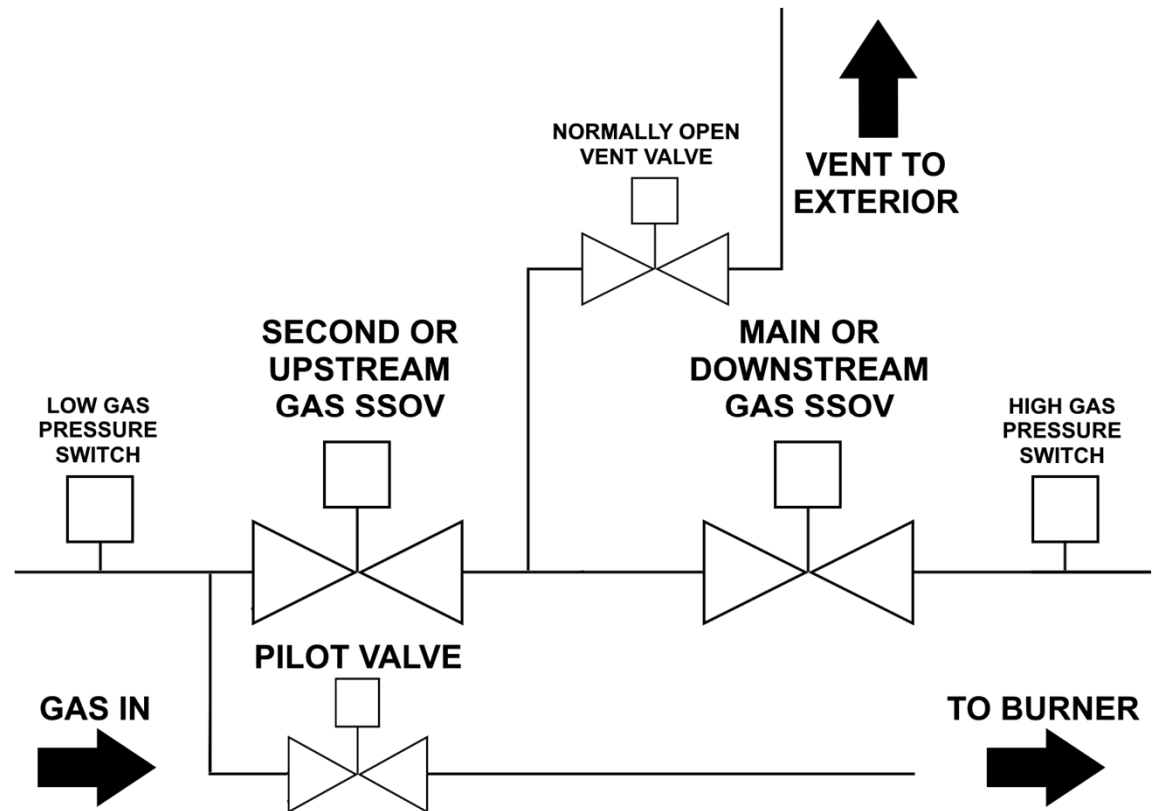 NORMALLY OPEN
VENT VALVE
VENT TO
EXTERIOR
SECOND OR
UPSTREAM
GAS SSOV
MAIN OR
DOWNSTREAM
GAS SSOV
LOW GAS
PRESSURE
SWITCH
HIGH GAS
PRESSURE
SWITCH
PILOT VALVE
GAS IN
TO BURNER